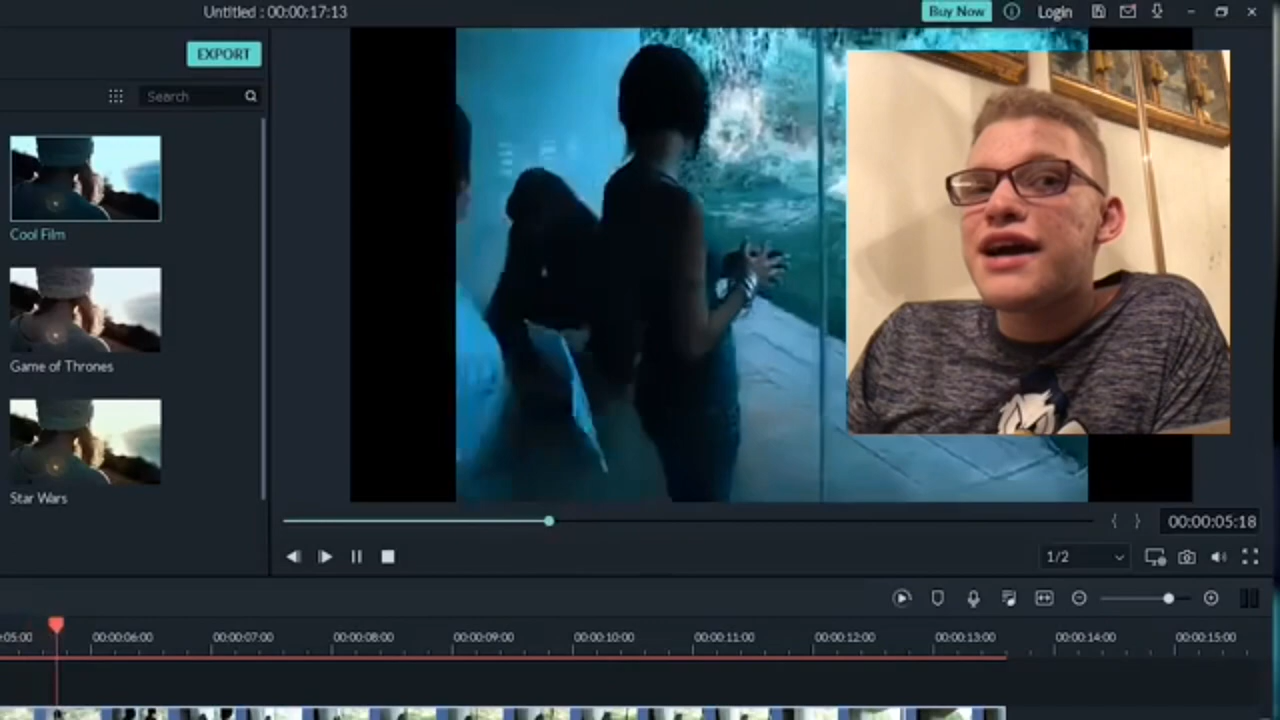 Untitled : 00:00:17:13
Buy Now
Login
EXPORT
Search
Cool Film
Game of Thrones
Star Wars
00:00:05:18
1/2
:05:00 00:00:06:00 00:00:07:00 00:00:08:00 00:00:09:00 00:00:10:00 00:00:11:00 00:00:12:00 00:00:13:00 00:00:14:00 00:00:15:00